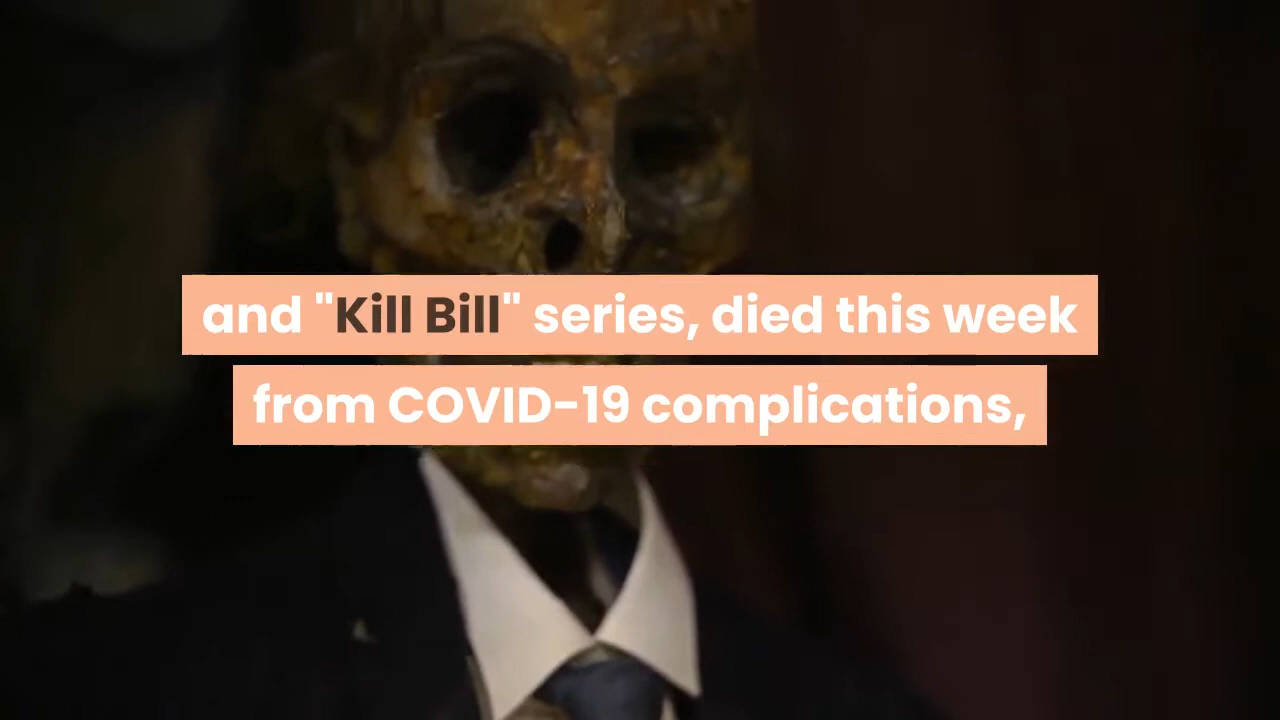 and "Kill Bill" series, died this week
from COVID-19 complications,